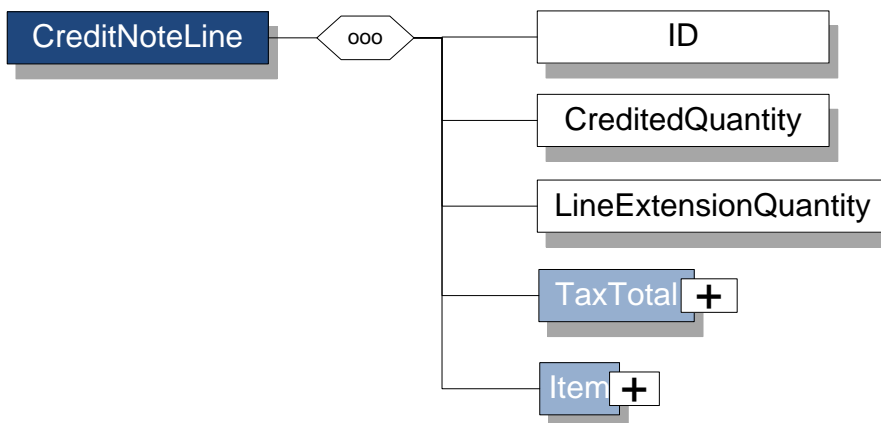 CreditNoteLine
ooo
ID
CreditedQuantity
LineExtensionQuantity
TaxTotal +
Item +